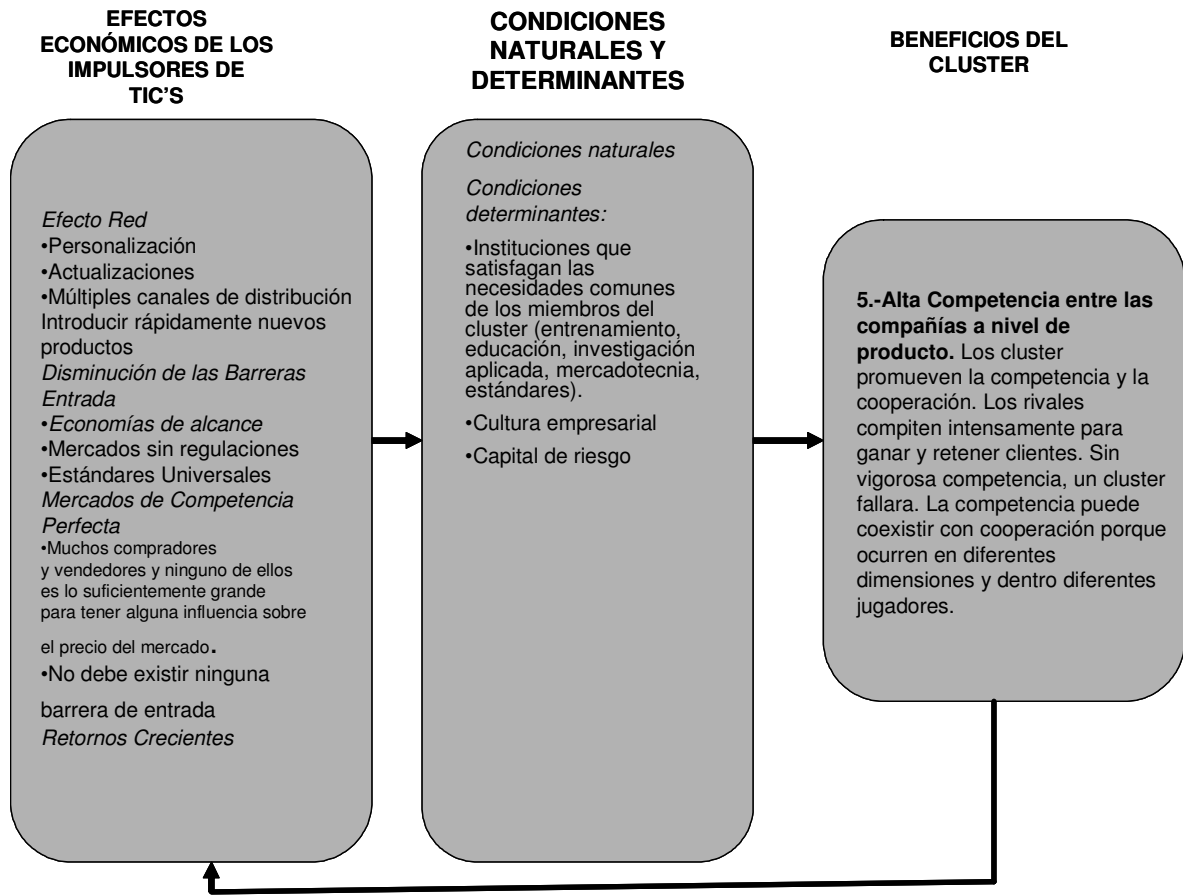 EFECTOS
ECONÓMICOS DE LOS
IMPULSORES DE
TIC'S
CONDICIONES
NATURALES Y
DETERMINANTES
BENEFICIOS DEL
CLUSTER
Efecto Red
•Personalización
•Actualizaciones
•Múltiples canales de distribución
Introducir rápidamente nuevos
productos
Disminución de las Barreras
Entrada
•Economías de alcance
•Mercados sin regulaciones
•Estándares Universales
Mercados de Competencia
Perfecta
•Muchos compradores
y vendedores y ninguno de ellos
es lo suficientemente grande
para tener alguna influencia sobre
el precio del mercado.
•No debe existir ninguna
barrera de entrada
Retornos Crecientes
Condiciones naturales
Condiciones
determinantes:
•Instituciones que
satisfagan las
necesidades comunes
de los miembros del
cluster (entrenamiento,
educación, investigación
aplicada, mercadotecnia,
estándares).
•Cultura empresarial
•Capital de riesgo
5.-Alta Competencia entre las
compañías a nivel de
producto. Los cluster
promueven la competencia y la
cooperación. Los rivales
compiten intensamente para
ganar y retener clientes. Sin
vigorosa competencia, un cluster
fallara. La competencia puede
coexistir con cooperación porque
ocurren en diferentes
dimensiones y dentro diferentes
jugadores.